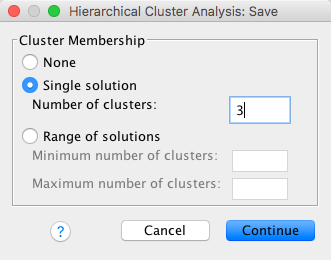 Hierarchical Cluster Analysis: Save
Cluster Membership
None
Single solution
Number of clusters: 3
Range of solutions
Minimum number of clusters:
Maximum number of clusters:
? Cancel Continue